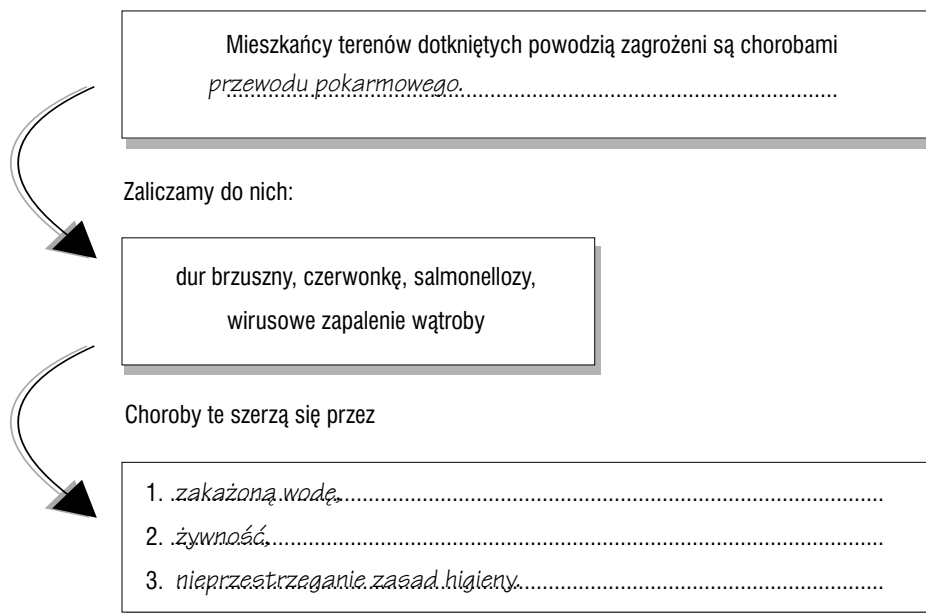 Mieszkańcy terenów dotkniętych powodzią zagrożeni są chorobami
przewodu pokarmowego.
Zaliczamy do nich:
dur brzuszny, czerwonkę, salmonellozy,
wirusowe zapalenie wątroby
Choroby te szerzą się przez
1. zakażoną wodę,
2. żywność,
3. nieprzestrzeganie zasad higieny.